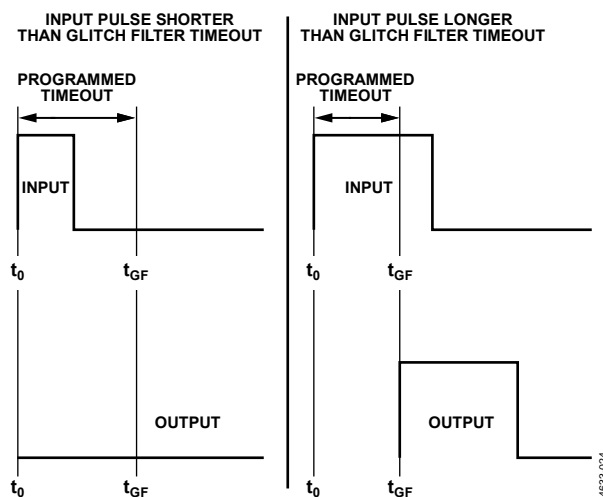 INPUT PULSE SHORTER
THAN GLITCH FILTER TIMEOUT
PROGRAMMED
TIMEOUT
INPUT
t0
tGF
OUTPUT
t0
tGF
INPUT PULSE LONGER
THAN GLITCH FILTER TIMEOUT
PROGRAMMED
TIMEOUT
INPUT
t0
tGF
OUTPUT
t0
tGF